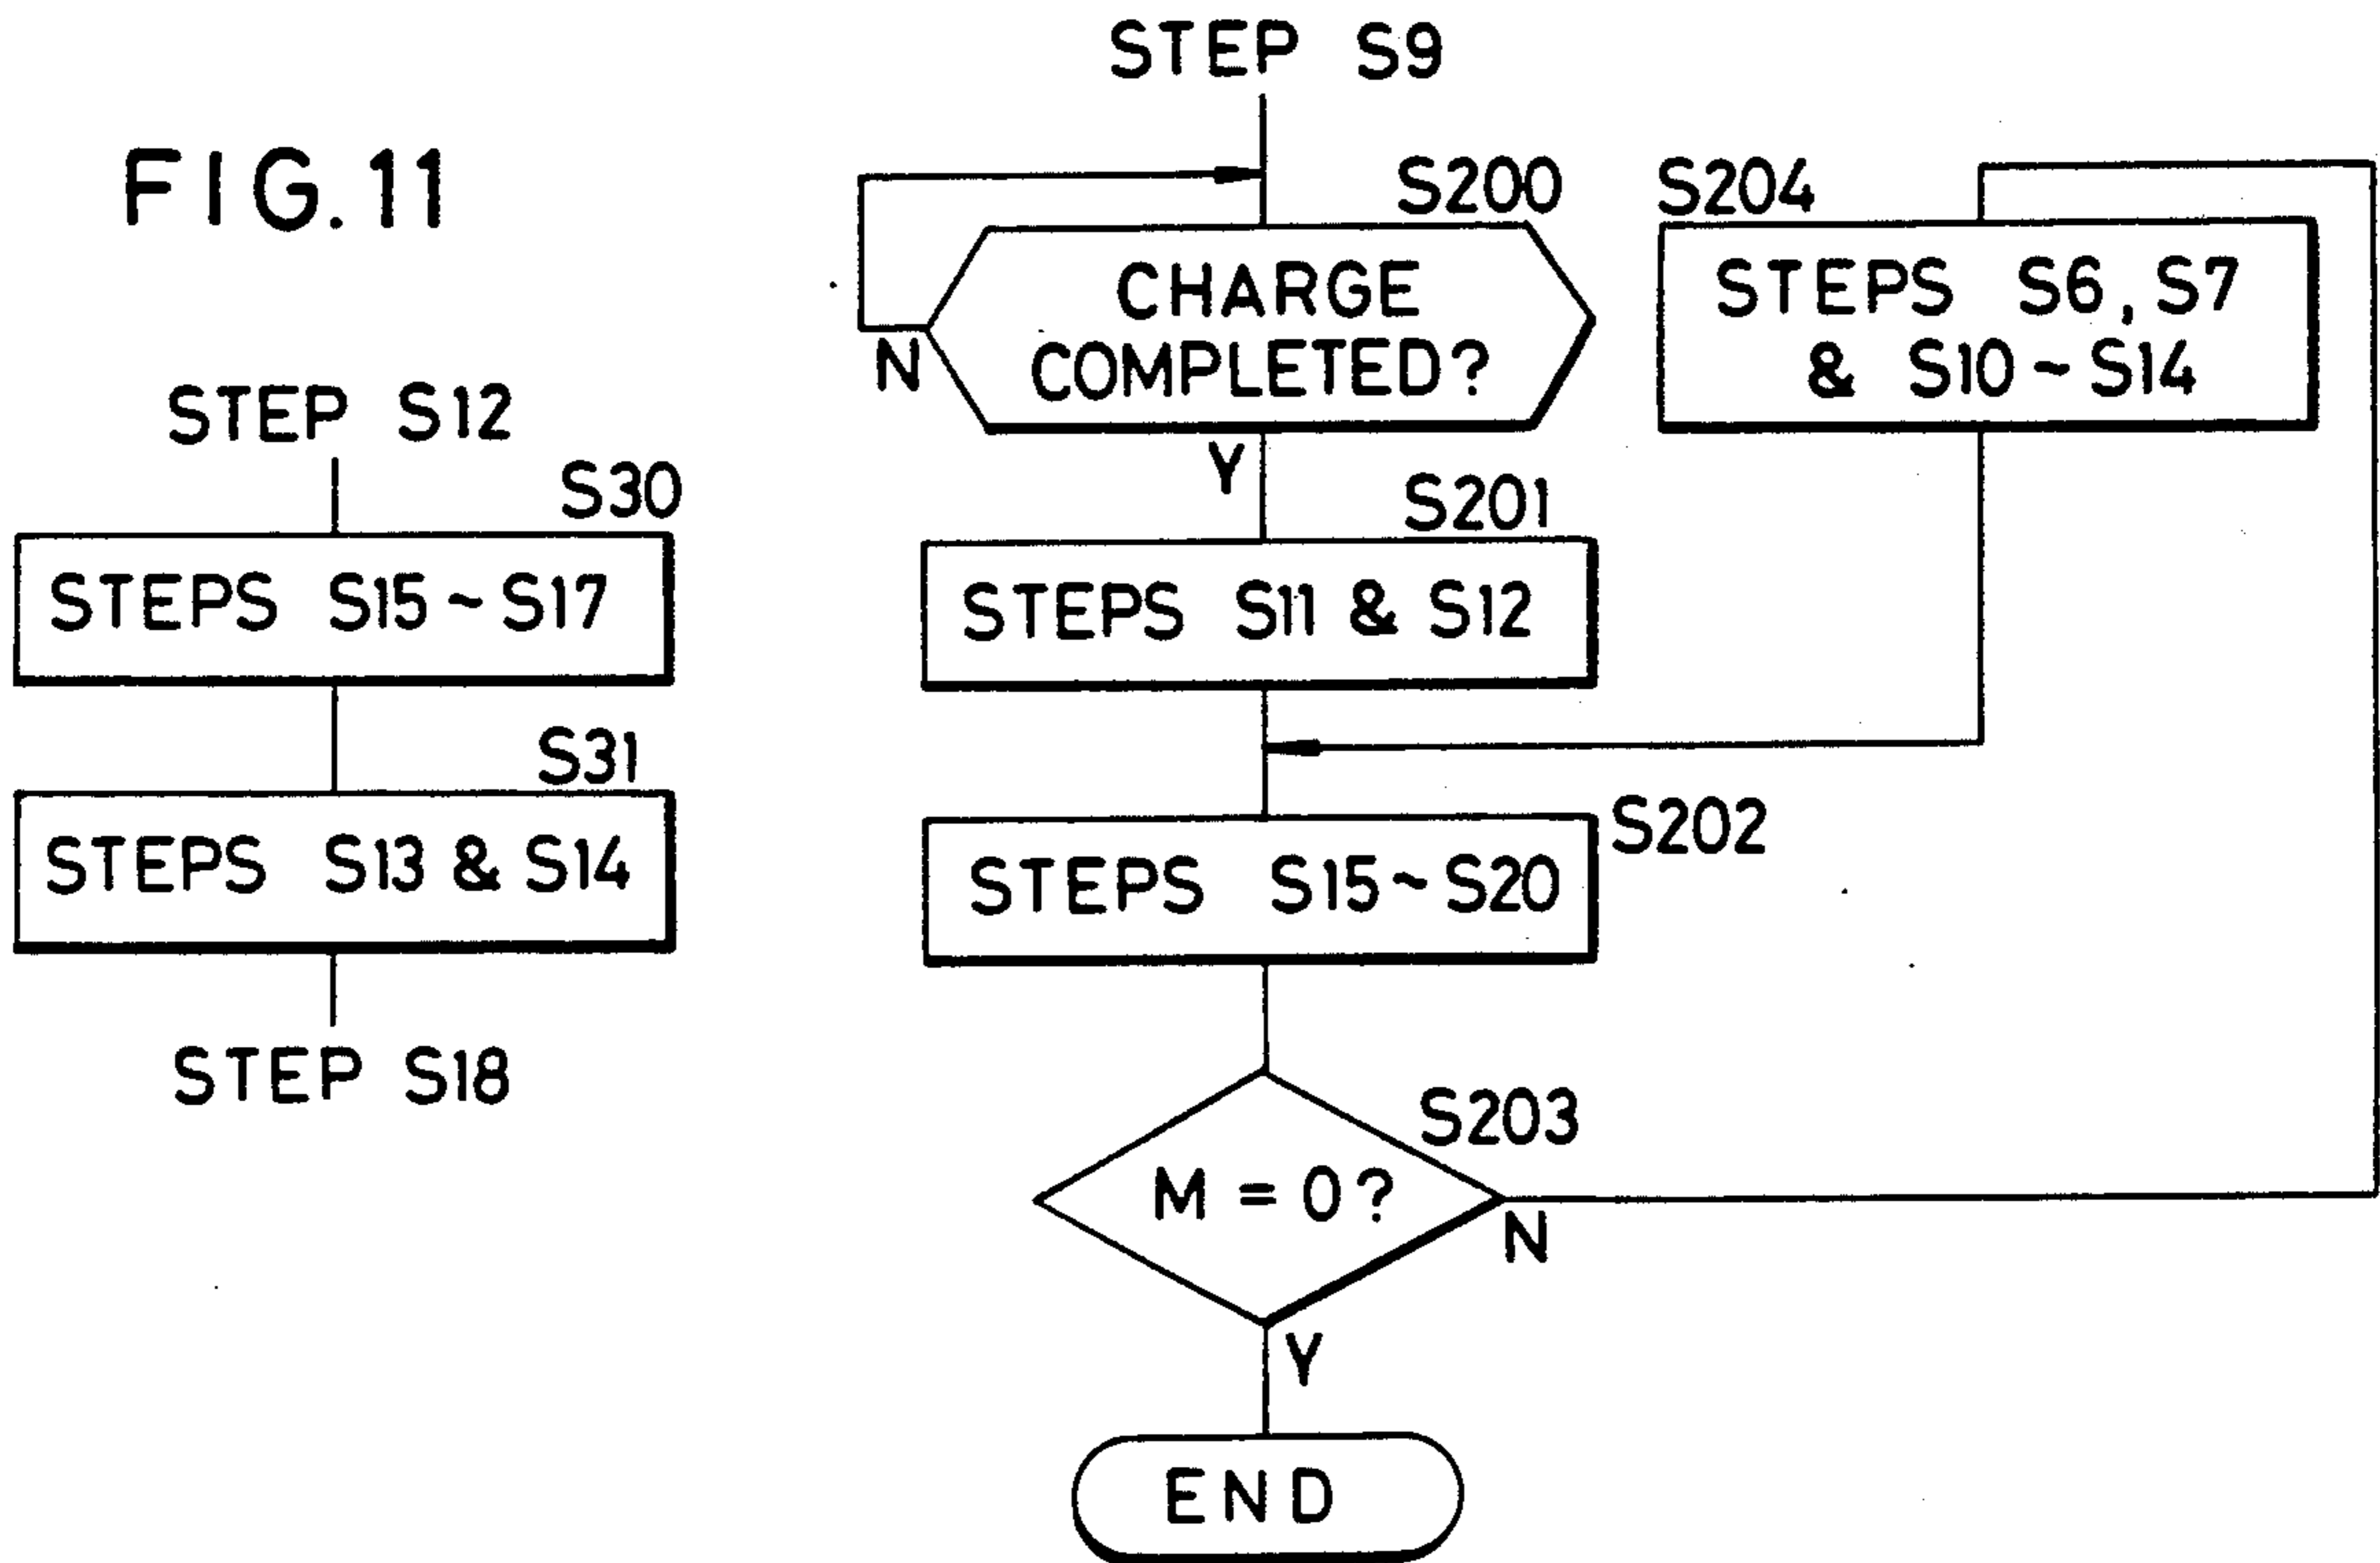 FIG. 11
STEP S12
S30
STEPS S15~S17
S31
STEPS S13 & S14
STEP S18
STEP S9
S200
CHARGE
COMPLETED?
N
Y
S201
STEPS S11 & S12
S202
STEPS S15~S20
S203
M = 0?
N
Y
END
S204
STEPS S6, S7
& S10~S14